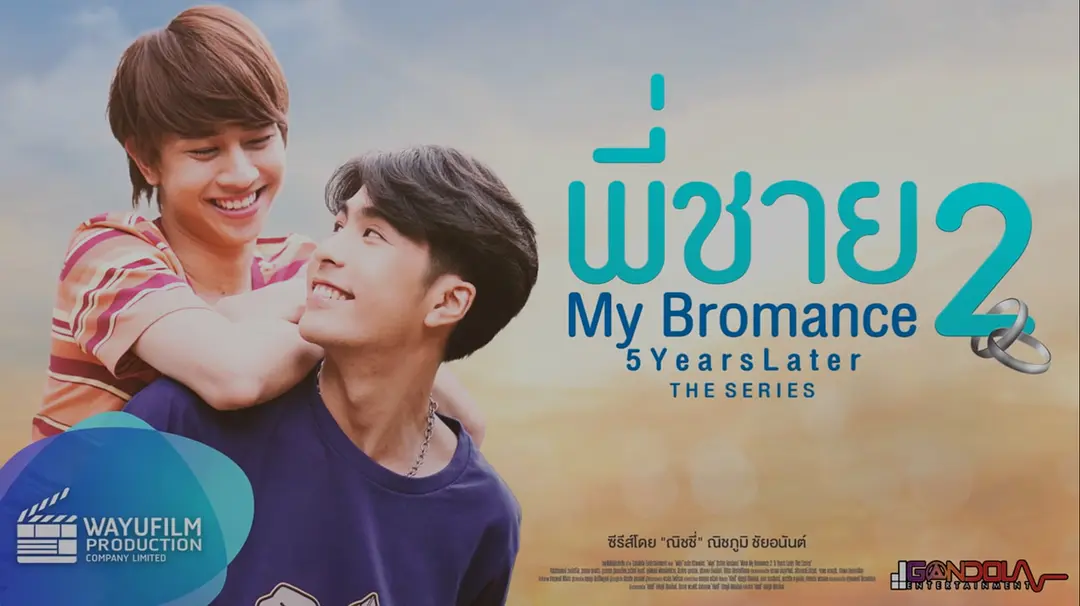 พี่ชาย 2
My Bromance
5 Years Later
THE SERIES
ซีรีส์โดย "ณิชชี่" ณิชภูมิ ชัยอนันต์
WAYUFILM
PRODUCTION
COMPANY LIMITED
GANDOLA
ENTERTAINMENT